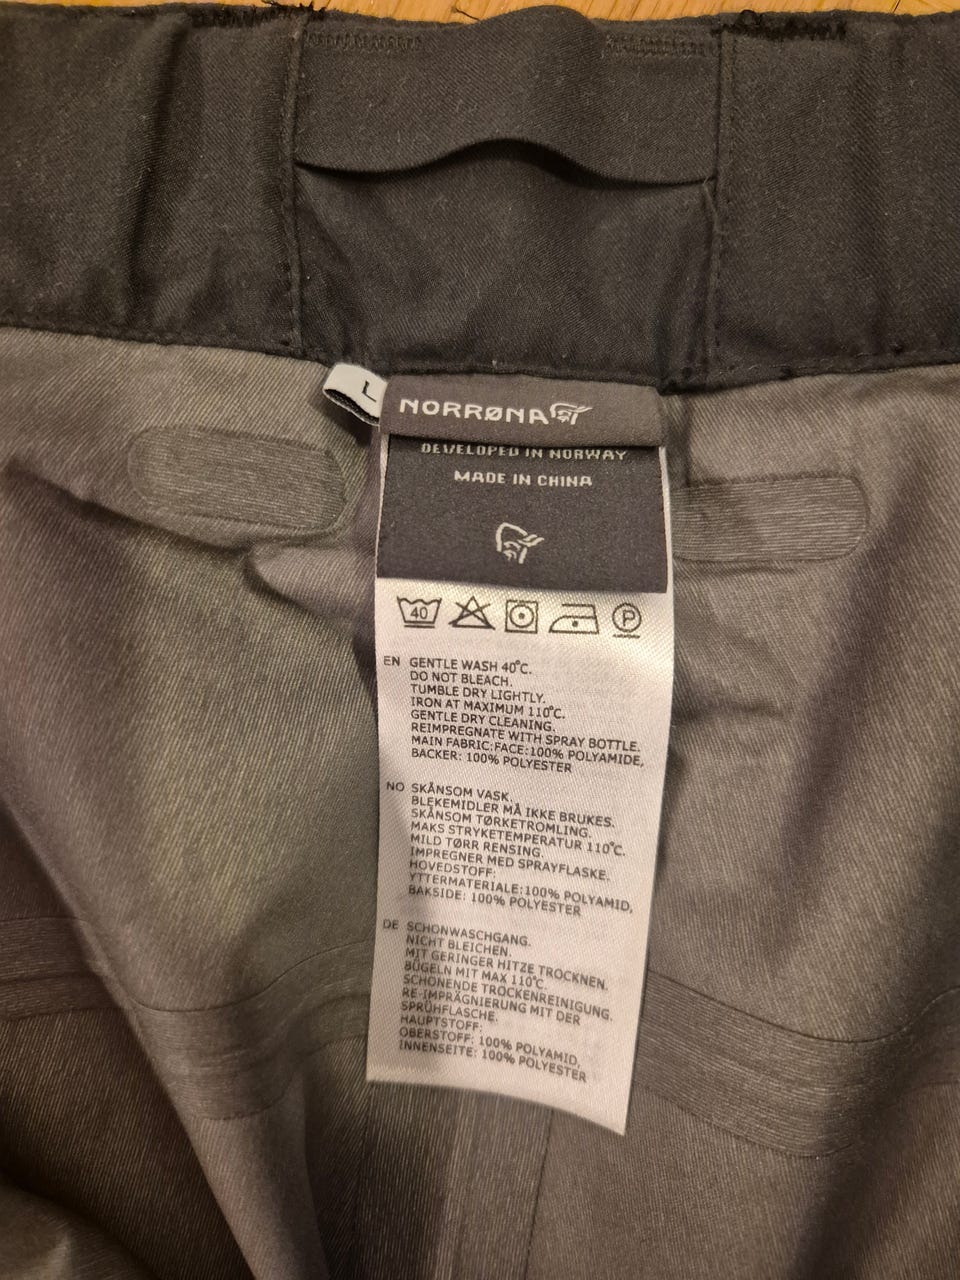 L
NORRØNA
DEVELOPED IN NORWAY
MADE IN CHINA
40
P
EN GENTLE WASH 40°C.
DO NOT BLEACH.
TUMBLE DRY LIGHTLY.
IRON AT MAXIMUM 110°C.
GENTLE DRY CLEANING.
REIMPREGNATE WITH SPRAY BOTTLE.
MAIN FABRIC:FACE:100% POLYAMIDE,
BACKER: 100% POLYESTER
NO SKÅNSOM VASK.
BLEKEMIDLER MÅ IKKE BRUKES.
SKÅNSOM TØRKETROMLING.
MAKS STRYKETEMPERATUR 110°C.
MILD TØRR RENSING.
IMPREGNER MED SPRAYFLASKE.
HOVEDSTOFF:
YTTERMATERIALE:100% POLYAMID,
BAKSIDE: 100% POLYESTER
DE SCHONWASCHGANG.
NICHT BLEICHEN.
MIT GERINGER HITZE TROCKNEN.
BÜGELN MIT MAX 110°C.
SCHONENDE TROCKENREINIGUNG.
RE-IMPRÄGNIERUNG MIT DER
SPRÜHFLASCHE.
HAUPTSTOFF:
OBERSTOFF: 100% POLYAMID,
INNENSEITE: 100% POLYESTER